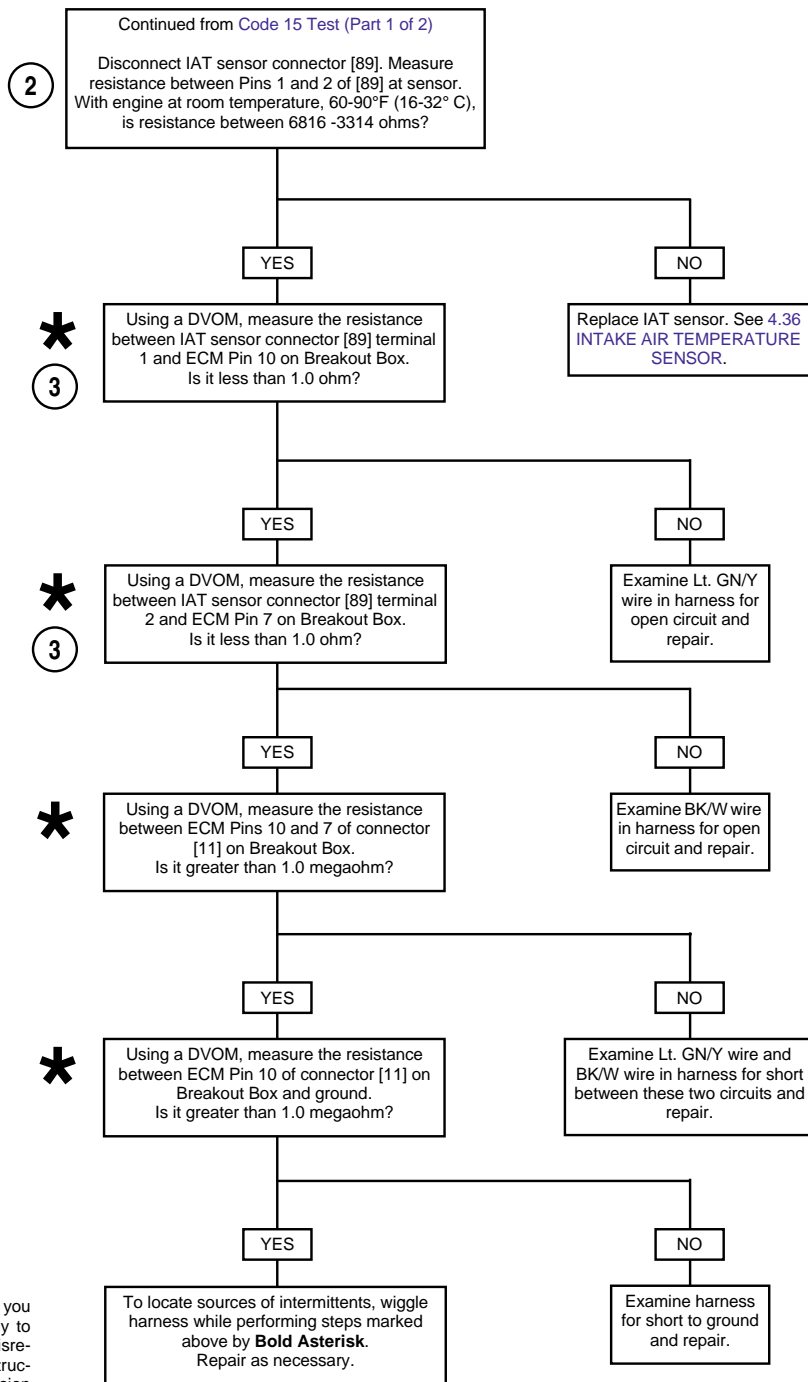 Continued from Code 15 Test (Part 1 of 2)
Disconnect IAT sensor connector [89]. Measure
resistance between Pins 1 and 2 of [89] at sensor.
With engine at room temperature, 60-90°F (16-32° C),
is resistance between 6816 -3314 ohms?
2
YES
NO
*
3
Using a DVOM, measure the resistance
between IAT sensor connector [89] terminal
1 and ECM Pin 10 on Breakout Box.
Is it less than 1.0 ohm?
Replace IAT sensor. See 4.36
INTAKE AIR TEMPERATURE
SENSOR.
YES
NO
*
3
Using a DVOM, measure the resistance
between IAT sensor connector [89] terminal
2 and ECM Pin 7 on Breakout Box.
Is it less than 1.0 ohm?
Examine Lt. GN/Y
wire in harness for
open circuit and
repair.
YES
NO
*
Using a DVOM, measure the resistance
between ECM Pins 10 and 7 of connector
[11] on Breakout Box.
Is it greater than 1.0 megaohm?
Examine BK/W wire
in harness for open
circuit and repair.
YES
NO
*
Using a DVOM, measure the resistance
between ECM Pin 10 of connector [11] on
Breakout Box and ground.
Is it greater than 1.0 megaohm?
Examine Lt. GN/Y wire and
BK/W wire in harness for short
between these two circuits and
repair.
YES
NO
To locate sources of intermittents, wiggle
harness while performing steps marked
above by Bold Asterisk.
Repair as necessary.
Examine harness
for short to ground
and repair.
you
y to
isre-
truc-